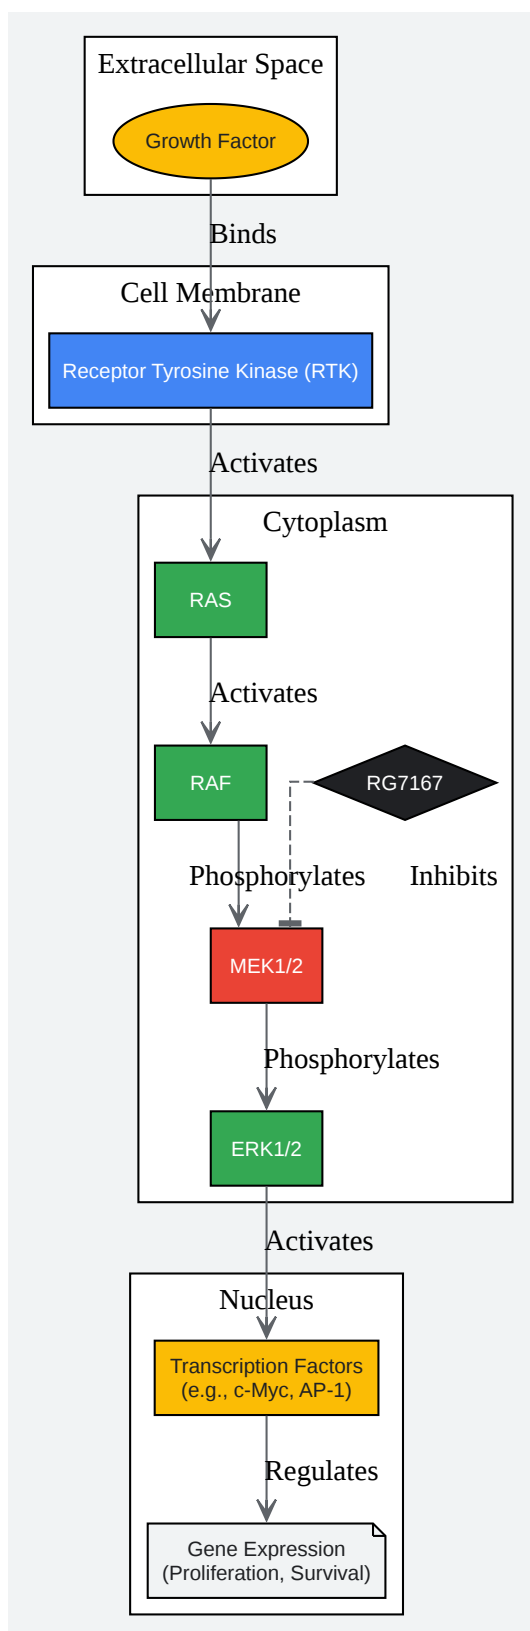 Extracellular Space
Growth Factor
Binds
Cell Membrane
Receptor Tyrosine Kinase (RTK)
Activates
Cytoplasm
RAS
Activates
RAF
RG7167
Phosphorylates
Inhibits
MEK1/2
Phosphorylates
ERK1/2
Activates
Nucleus
Transcription Factors
(e.g., c-Myc, AP-1)
Regulates
Gene Expression
(Proliferation, Survival)